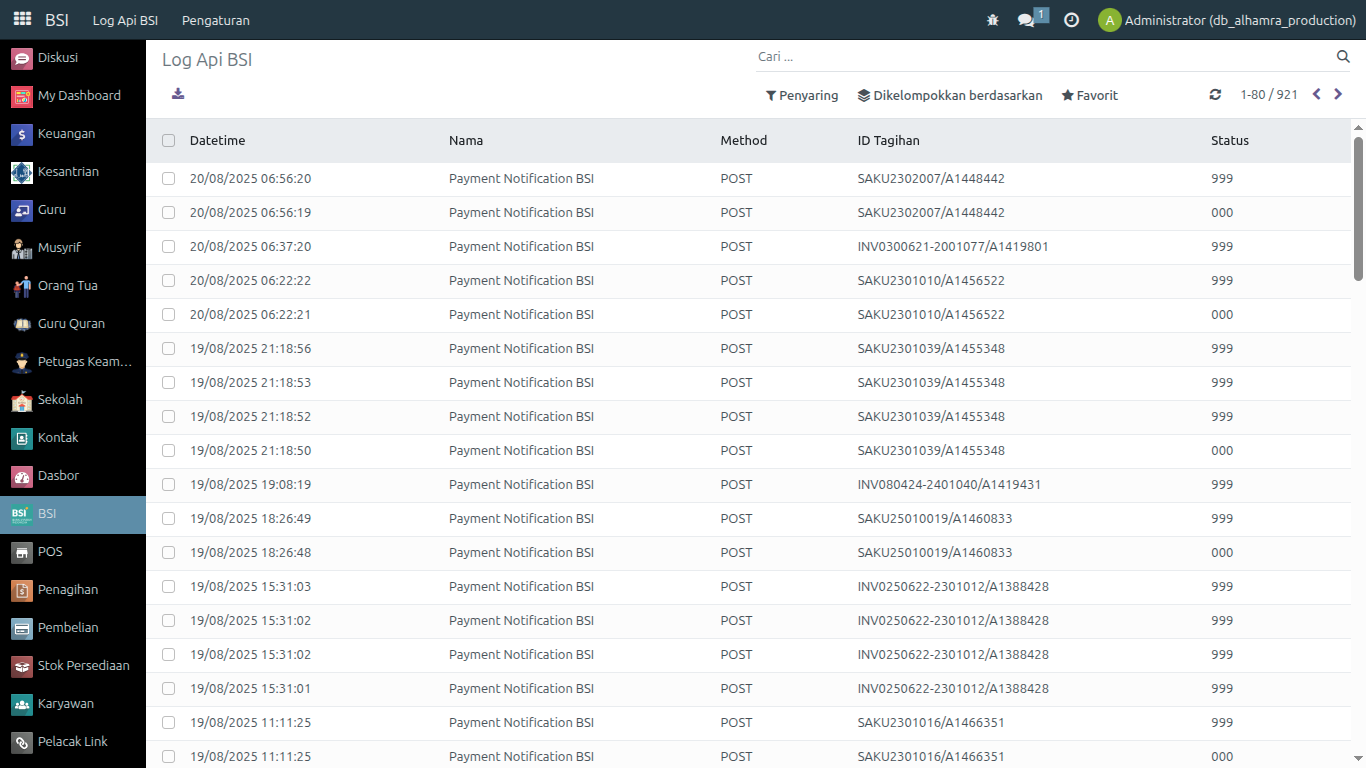 BSI Log Api BSI Pengaturan 1 A Administrator (db_alhamra_production)
Diskusi
My Dashboard
Keuangan
Kesantrian
Guru
Musyrif
Orang Tua
Guru Quran
Petugas Keam...
Sekolah
Kontak
Dasbor
BSI BSI
POS
Penagihan
Pembelian
Stok Persediaan
Karyawan
Pelacak Link
Log Api BSI Cari ...
Penyaring Dikelompokkan berdasarkan Favorit 1-80 / 921
Datetime Nama Method ID Tagihan Status
20/08/2025 06:56:20 Payment Notification BSI POST SAKU2302007/A1448442 999
20/08/2025 06:56:19 Payment Notification BSI POST SAKU2302007/A1448442 000
20/08/2025 06:37:20 Payment Notification BSI POST INV0300621-2001077/A1419801 999
20/08/2025 06:22:22 Payment Notification BSI POST SAKU2301010/A1456522 999
20/08/2025 06:22:21 Payment Notification BSI POST SAKU2301010/A1456522 000
19/08/2025 21:18:56 Payment Notification BSI POST SAKU2301039/A1455348 999
19/08/2025 21:18:53 Payment Notification BSI POST SAKU2301039/A1455348 999
19/08/2025 21:18:52 Payment Notification BSI POST SAKU2301039/A1455348 999
19/08/2025 21:18:50 Payment Notification BSI POST SAKU2301039/A1455348 000
19/08/2025 19:08:19 Payment Notification BSI POST INV080424-2401040/A1419431 999
19/08/2025 18:26:49 Payment Notification BSI POST SAKU25010019/A1460833 999
19/08/2025 18:26:48 Payment Notification BSI POST SAKU25010019/A1460833 000
19/08/2025 15:31:03 Payment Notification BSI POST INV0250622-2301012/A1388428 999
19/08/2025 15:31:02 Payment Notification BSI POST INV0250622-2301012/A1388428 999
19/08/2025 15:31:02 Payment Notification BSI POST INV0250622-2301012/A1388428 999
19/08/2025 15:31:01 Payment Notification BSI POST INV0250622-2301012/A1388428 999
19/08/2025 11:11:25 Payment Notification BSI POST SAKU2301016/A1466351 999
19/08/2025 11:11:25 Payment Notification BSI POST SAKU2301016/A1466351 000